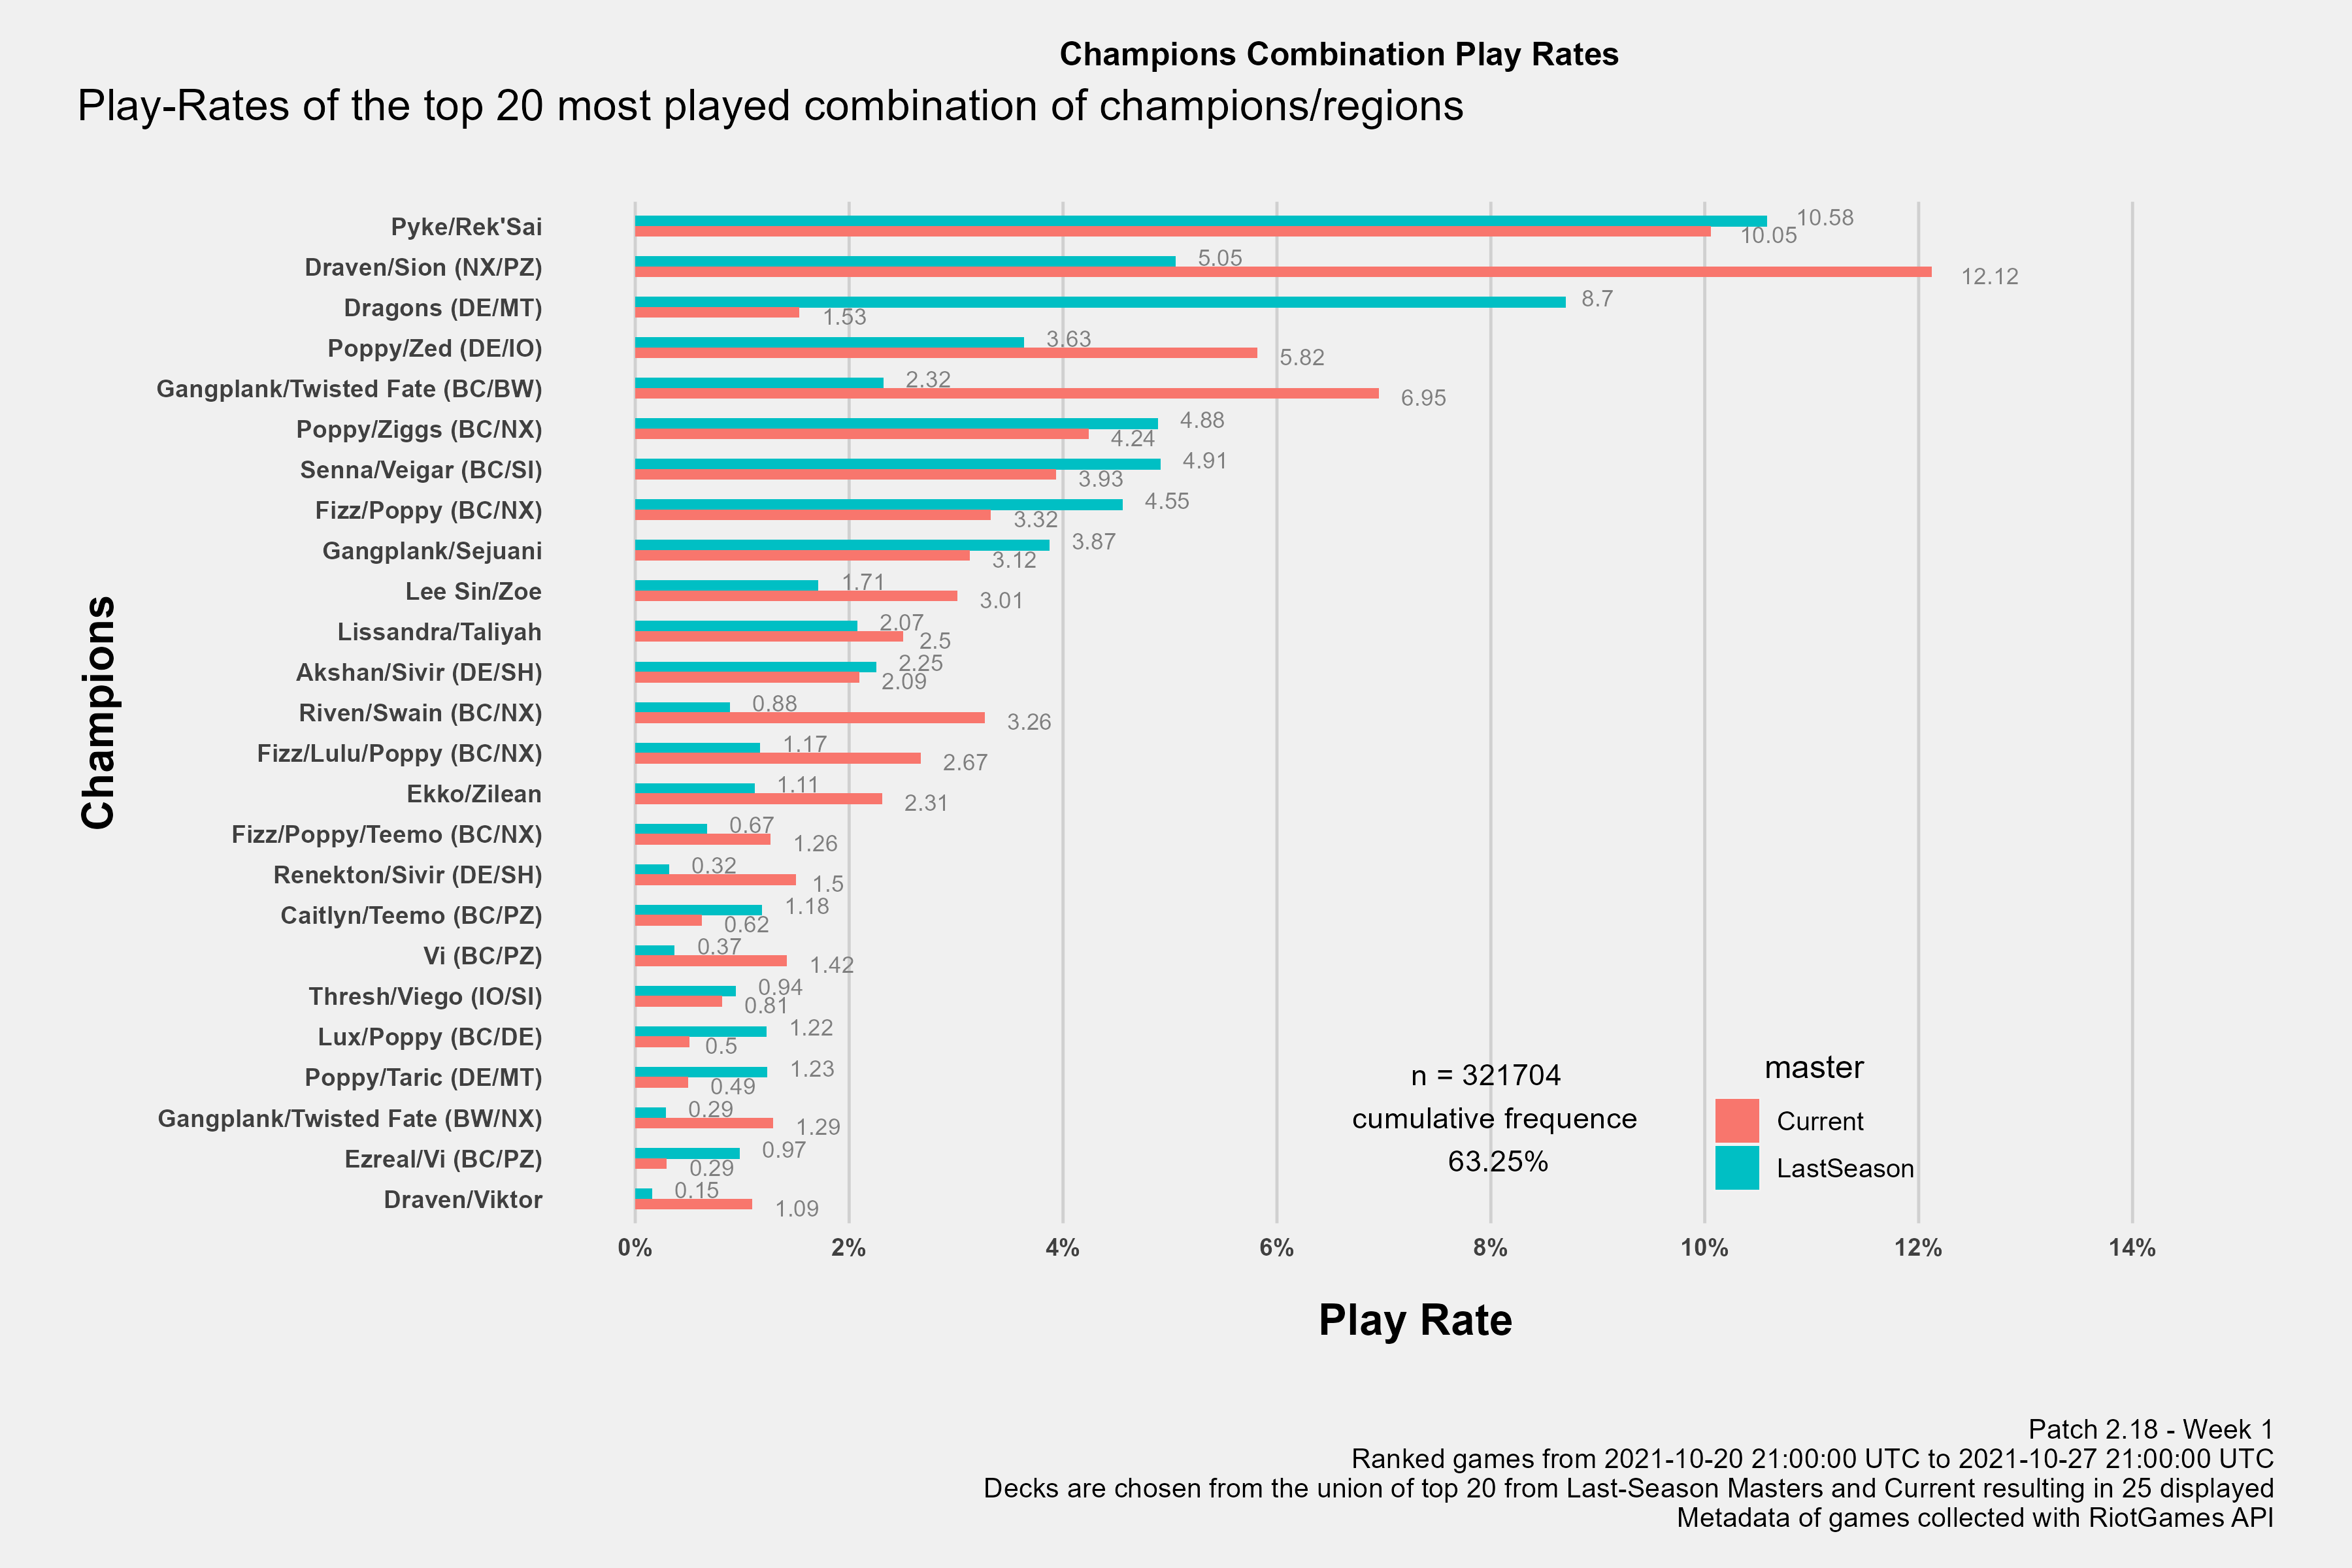 Champions Combination Play Rates
Play-Rates of the top 20 most played combination of champions/regions
Champions
Pyke/Rek'Sai
10.58
10.05
Draven/Sion (NX/PZ)
5.05
12.12
Dragons (DE/MT)
8.7
1.53
Poppy/Zed (DE/IO)
3.63
5.82
Gangplank/Twisted Fate (BC/BW)
2.32
6.95
Poppy/Ziggs (BC/NX)
4.88
4.24
Senna/Veigar (BC/SI)
4.91
3.93
Fizz/Poppy (BC/NX)
4.55
3.32
Gangplank/Sejuani
3.87
3.12
Lee Sin/Zoe
1.71
3.01
Lissandra/Taliyah
2.07
2.5
Akshan/Sivir (DE/SH)
2.25
2.09
Riven/Swain (BC/NX)
0.88
3.26
Fizz/Lulu/Poppy (BC/NX)
1.17
2.67
Ekko/Zilean
1.11
2.31
Fizz/Poppy/Teemo (BC/NX)
0.67
1.26
Renekton/Sivir (DE/SH)
0.32
1.5
Caitlyn/Teemo (BC/PZ)
1.18
0.62
Vi (BC/PZ)
0.37
1.42
Thresh/Viego (IO/SI)
0.94
0.81
Lux/Poppy (BC/DE)
1.22
0.5
Poppy/Taric (DE/MT)
1.23
0.49
Gangplank/Twisted Fate (BW/NX)
0.29
1.29
Ezreal/Vi (BC/PZ)
0.97
0.29
Draven/Viktor
0.15
1.09
n = 321704
cumulative frequence
63.25%
master
Current
LastSeason
0% 2% 4% 6% 8% 10% 12% 14%
Play Rate
Patch 2.18 - Week 1
Ranked games from 2021-10-20 21:00:00 UTC to 2021-10-27 21:00:00 UTC
Decks are chosen from the union of top 20 from Last-Season Masters and Current resulting in 25 displayed
Metadata of games collected with RiotGames API